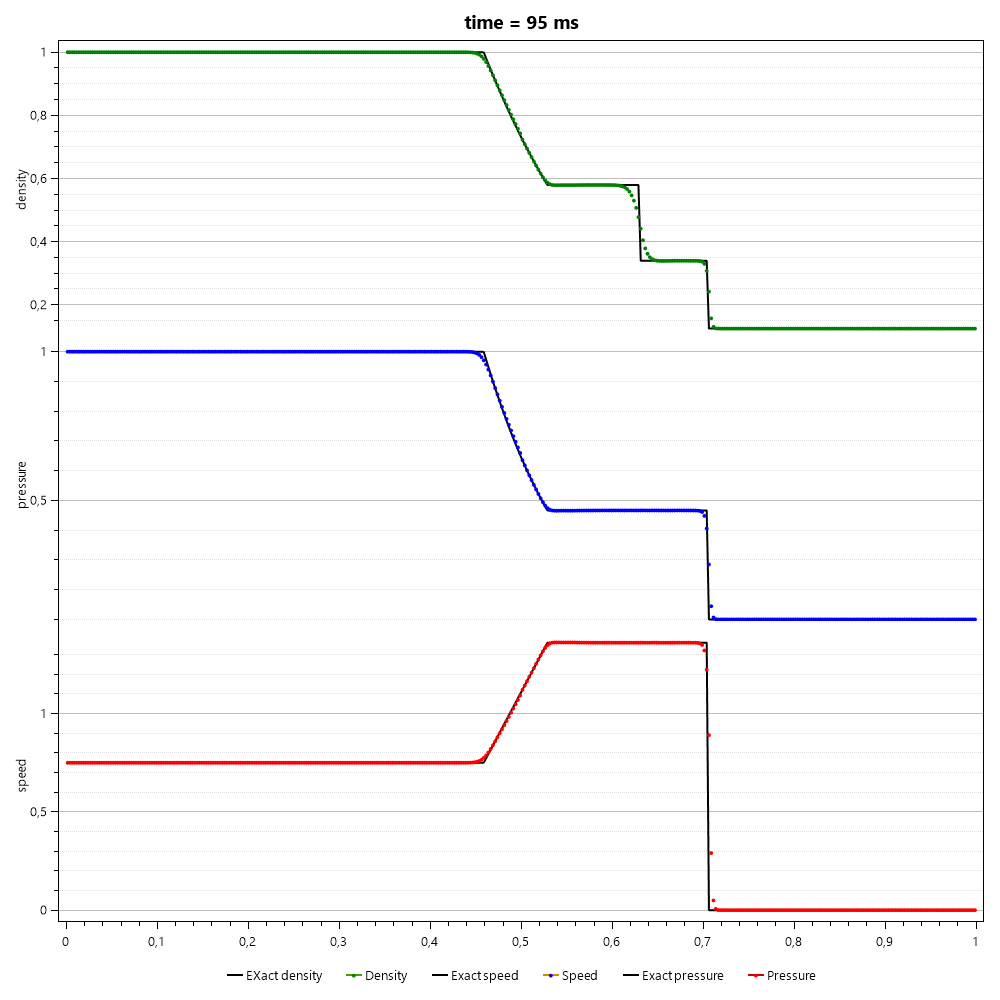 time = 95 ms
1
0,8
0,6
0,4
0,2
density
1
0,5
pressure
1
0,5
0
speed
0 0,1 0,2 0,3 0,4 0,5 0,6 0,7 0,8 0,9 1
EXact density Density Exact speed Speed Exact pressure Pressure